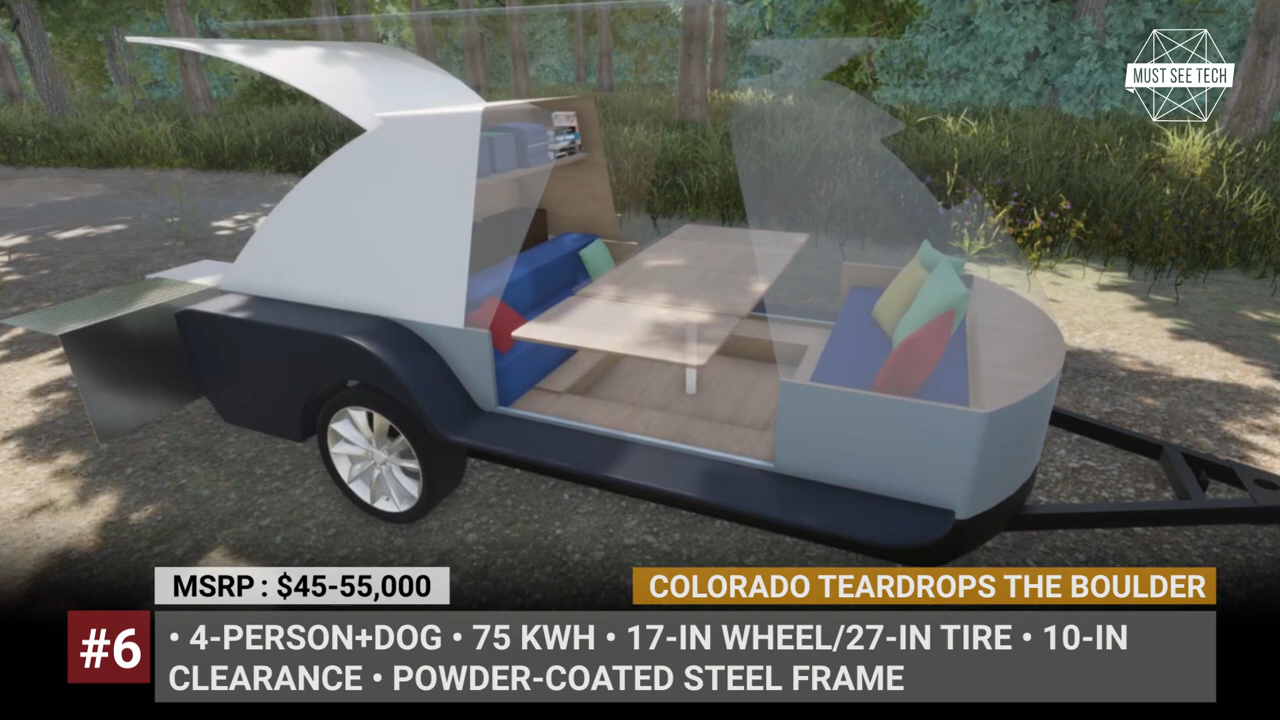 MUST SEE TECH
MSRP : $45-55,000
COLORADO TEARDROPS THE BOULDER
#6
• 4-PERSON+DOG • 75 KWH • 17-IN WHEEL/27-IN TIRE • 10-IN
CLEARANCE • POWDER-COATED STEEL FRAME